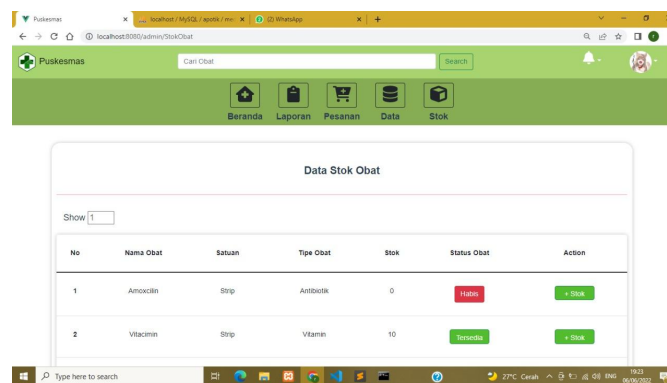 Puskesmas
localhost / MySQL / apotik / me
(2) WhatsApp
localhost:8080/admin/StokObat
Puskesmas
Cari Obat
Search
Beranda Laporan Pesanan Data Stok
Data Stok Obat
Show 1
No Nama Obat Satuan Tipe Obat Stok Status Obat Action
1 Amoxcilin Strip Antibiotik 0 Habis + Stok
2 Vitacimin Strip Vitamin 10 Tersedia + Stok
Type here to search
27°C Cerah
ENG
19:23
06/06/2022